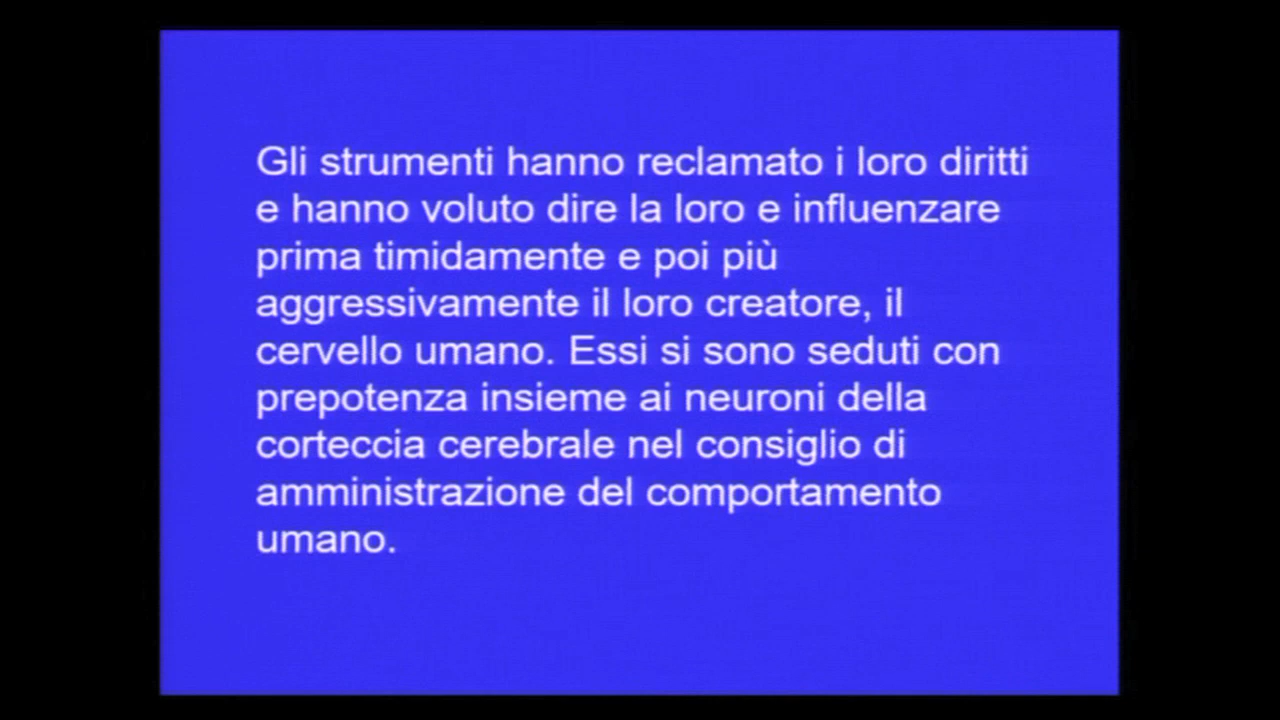 Gli strumenti hanno reclamato i loro diritti
e hanno voluto dire la loro e influenzare
prima timidamente e poi più
aggressivamente il loro creatore, il
cervello umano. Essi si sono seduti con
prepotenza insieme ai neuroni della
corteccia cerebrale nel consiglio di
amministrazione del comportamento
umano.